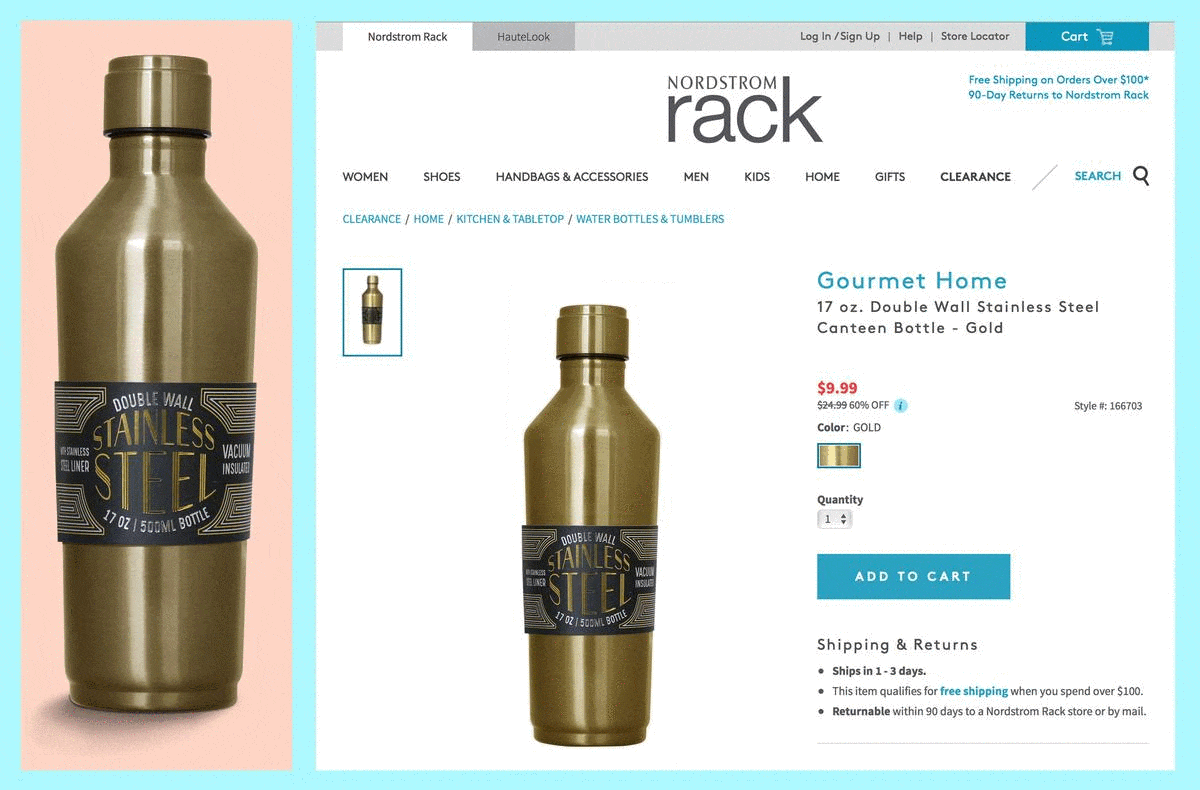 DOUBLE WALL
STAINLESS
STEEL
WITH STAINLESS
STEEL LINER
VACUUM
INSULATED
17 OZ | 500ML BOTTLE
Nordstrom Rack
HauteLook
Log In / Sign Up | Help | Store Locator
Cart
NORDSTROM
rack
Free Shipping on Orders Over $100*
90-Day Returns to Nordstrom Rack
WOMEN SHOES HANDBAGS & ACCESSORIES MEN KIDS HOME GIFTS CLEARANCE SEARCH
CLEARANCE / HOME / KITCHEN & TABLETOP / WATER BOTTLES & TUMBLERS
DOUBLE WALL
STAINLESS
STEEL
WITH STAINLESS
STEEL LINER
VACUUM
INSULATED
17 OZ | 500ML BOTTLE
Gourmet Home
17 oz. Double Wall Stainless Steel
Canteen Bottle - Gold
$9.99
$24.99 60% OFF i
Style #: 166703
Color: GOLD
Quantity
1
ADD TO CART
Shipping & Returns
• Ships in 1 - 3 days.
• This item qualifies for free shipping when you spend over $100.
• Returnable within 90 days to a Nordstrom Rack store or by mail.